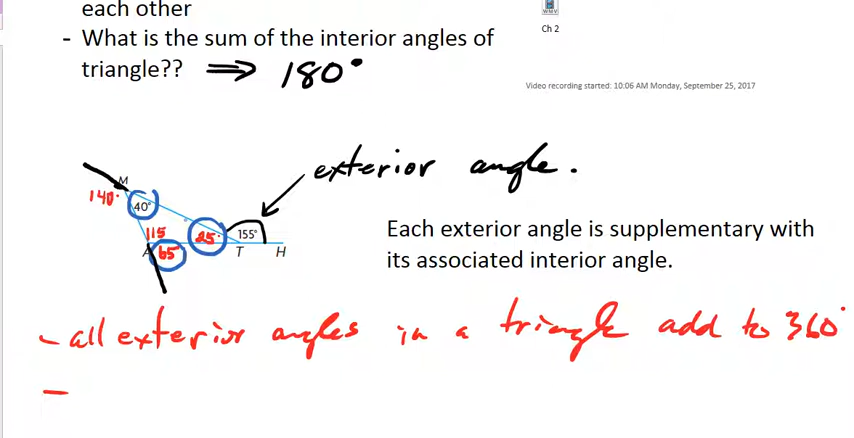 each other
- What is the sum of the interior angles of
triangle?? ⇒ 180°
WMV
Ch 2
Video recording started: 10:06 AM Monday, September 25, 2017
exterior angle.
M
140°
40°
115
25°
155°
A
65
T
H
Each exterior angle is supplementary with
its associated interior angle.
- all exterior angles in a triangle add to 360°
-